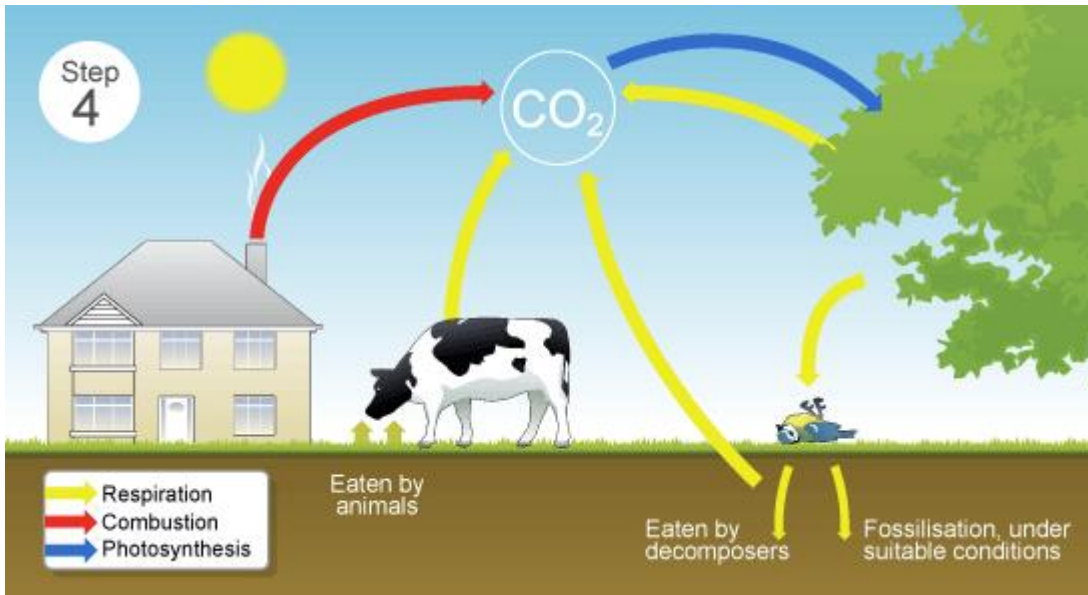 Step
4
CO₂
Respiration
Combustion
Photosynthesis
Eaten by
animals
Eaten by
decomposers
Fossilisation, under
suitable conditions